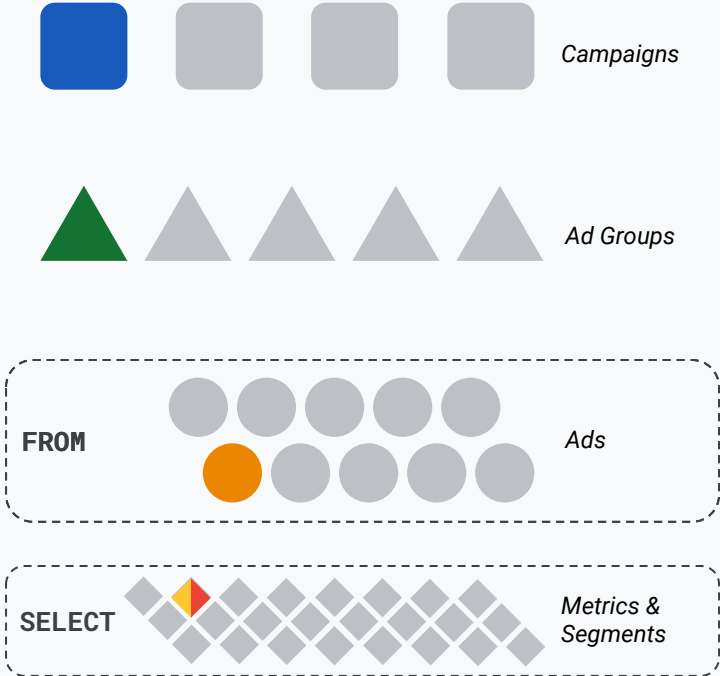 Campaigns
Ad Groups
FROM
Ads
SELECT
Metrics &
Segments